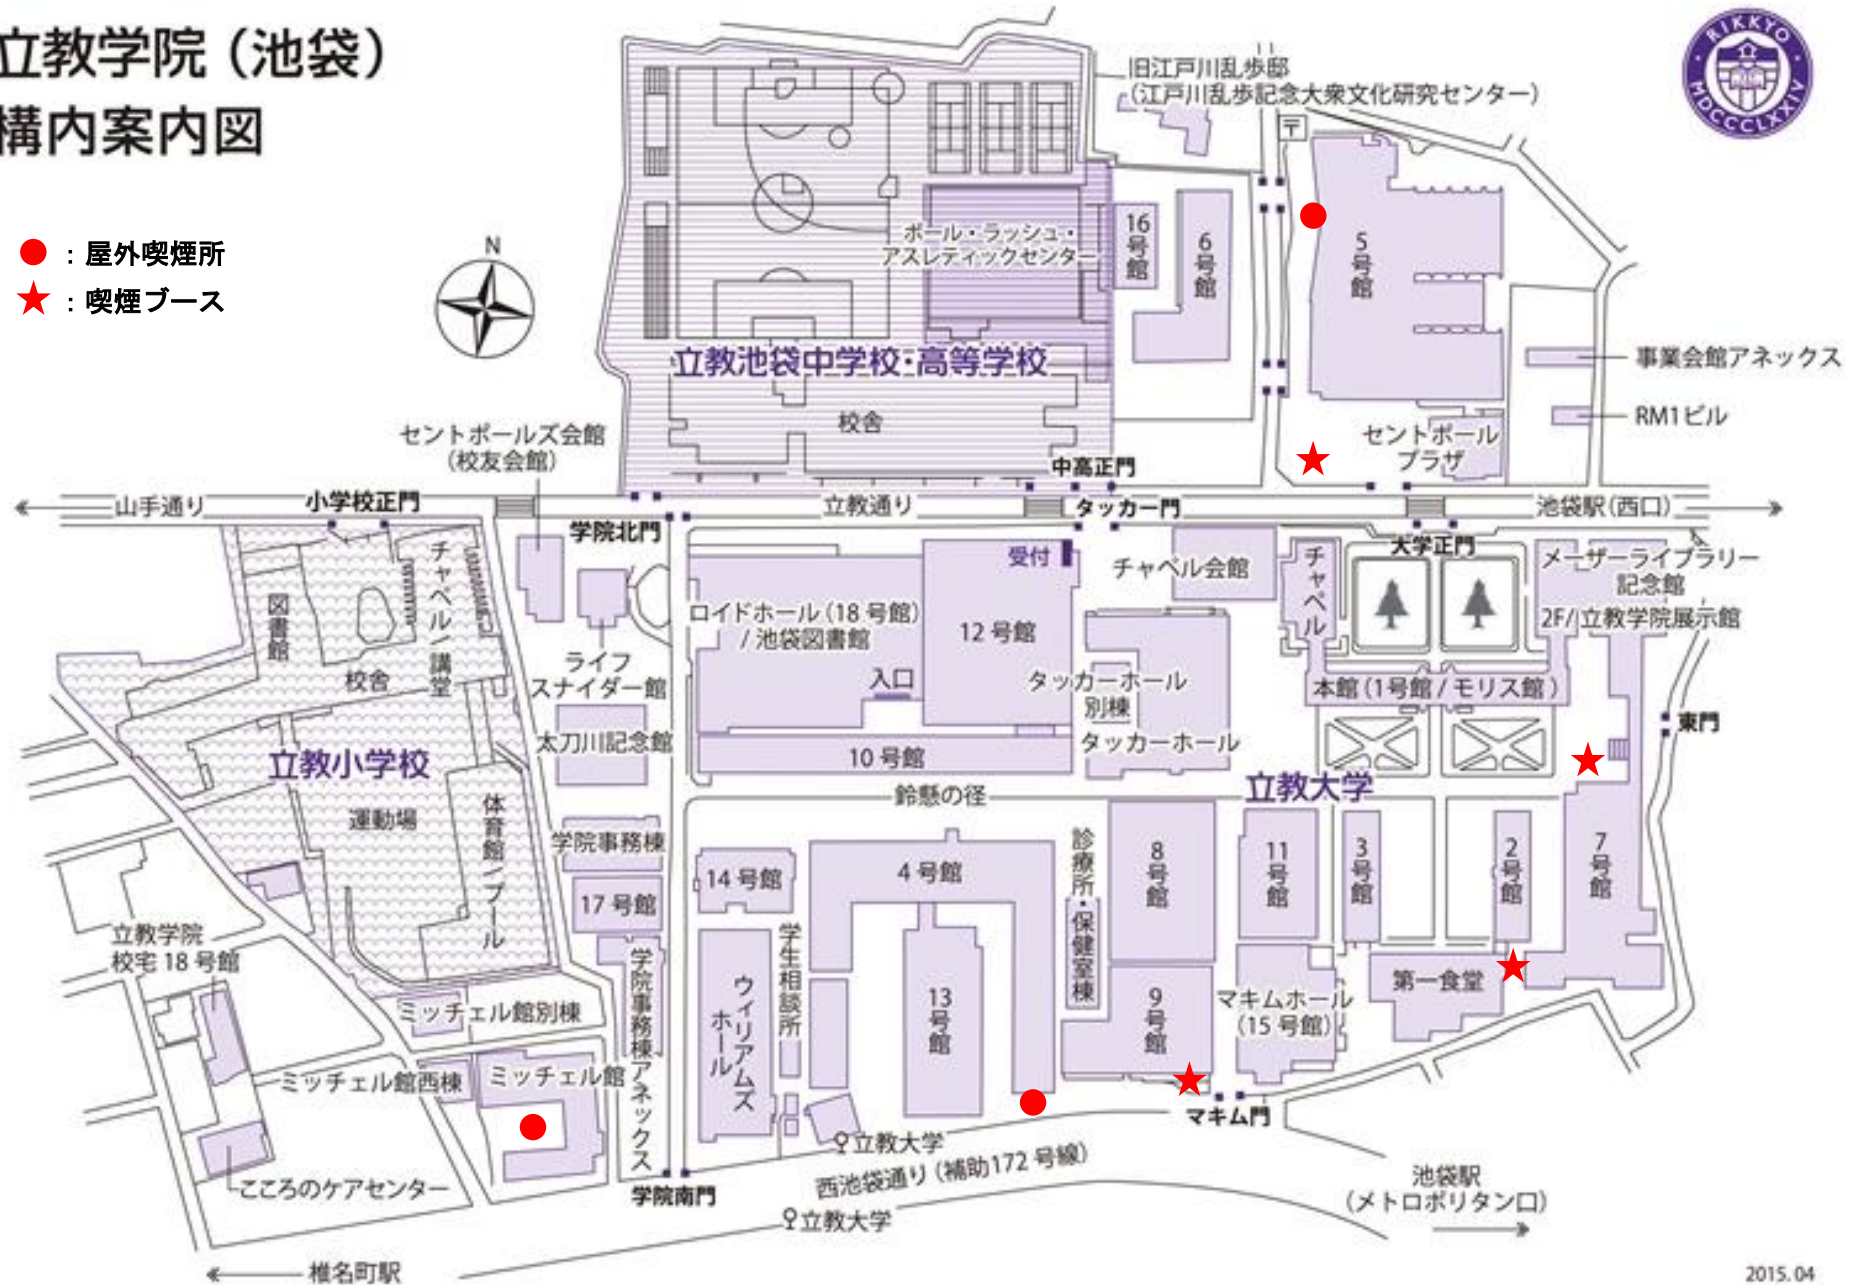 立教学院（池袋）
構内案内図
RIKKYO
MDCCCLXXIV
：屋外喫煙所
：喫煙ブース
N
旧江戸川乱歩邸
（江戸川乱歩記念大衆文化研究センター）
〒
ポール・ラッシュ・
アスレティックセンター
16号館
6号館
5号館
立教池袋中学校・高等学校
校舎
事業会館アネックス
RM1ビル
セントポール
プラザ
セントポールズ会館
（校友会館）
中高正門
山手通り
小学校正門
立教通り
タッカー門
池袋駅（西口）
学院北門
大学正門
受付
チャペル会館
チャペル
メーザーライブラリー
記念館
2F/立教学院展示館
図書館
チャペル/講堂
校舎
ロイドホール（18号館）
/池袋図書館
12号館
入口
ライフ
スナイダー館
タッカーホール
別棟
タッカーホール
本館（1号館/モリス館）
東門
太刀川記念館
10号館
立教小学校
運動場
体育館/プール
鈴懸の径
立教大学
学院事務棟
17号館
14号館
4号館
診療所・保健室棟
8号館
11号館
3号館
2号館
7号館
立教学院
校宅18号館
学院事務棟アネックス
ウィリアムズ
ホール
学生相談所
13号館
9号館
マキムホール
（15号館）
第一食堂
ミッチェル館別棟
ミッチェル館西棟
ミッチェル館
マキム門
こころのケアセンター
学院南門
立教大学
西池袋通り（補助172号線）
立教大学
池袋駅
（メトロポリタン口）
椎名町駅
2015.04